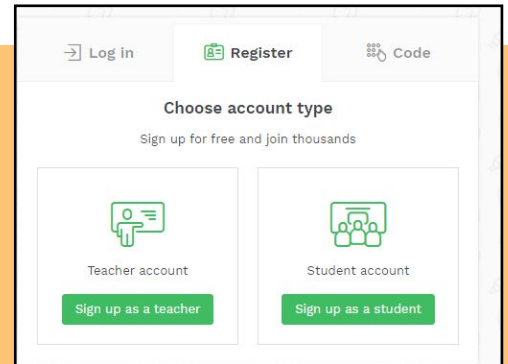 Log in Register Code
Choose account type
Sign up for free and join thousands
Teacher account Student account
Sign up as a teacher Sign up as a student